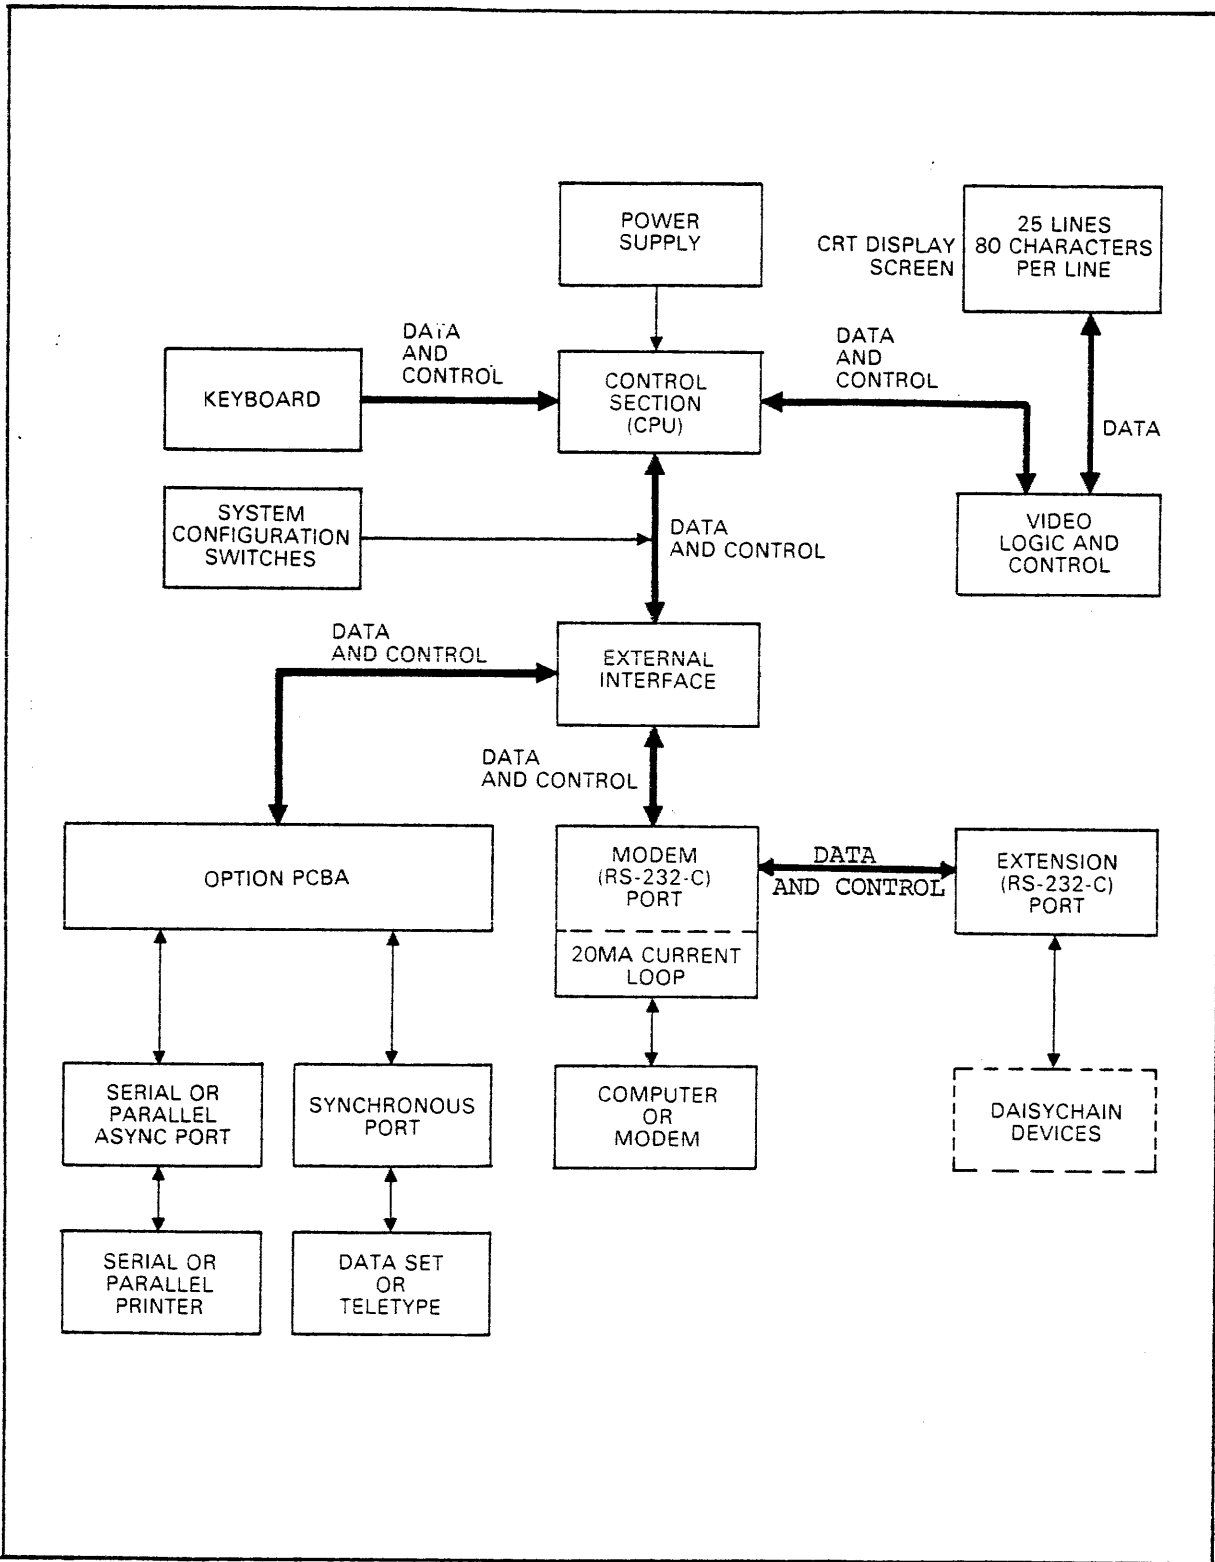 POWER
SUPPLY
CRT DISPLAY
SCREEN
25 LINES
80 CHARACTERS
PER LINE
DATA
AND
CONTROL
DATA
AND
CONTROL
KEYBOARD
CONTROL
SECTION
(CPU)
DATA
SYSTEM
CONFIGURATION
SWITCHES
DATA
AND CONTROL
VIDEO
LOGIC AND
CONTROL
DATA
AND CONTROL
EXTERNAL
INTERFACE
DATA
AND CONTROL
OPTION PCBA
MODEM
(RS-232-C)
PORT
20MA CURRENT
LOOP
DATA
AND CONTROL
EXTENSION
(RS-232-C)
PORT
SERIAL OR
PARALLEL
ASYNC PORT
SYNCHRONOUS
PORT
COMPUTER
OR
MODEM
DAISYCHAIN
DEVICES
SERIAL OR
PARALLEL
PRINTER
DATA SET
OR
TELETYPE